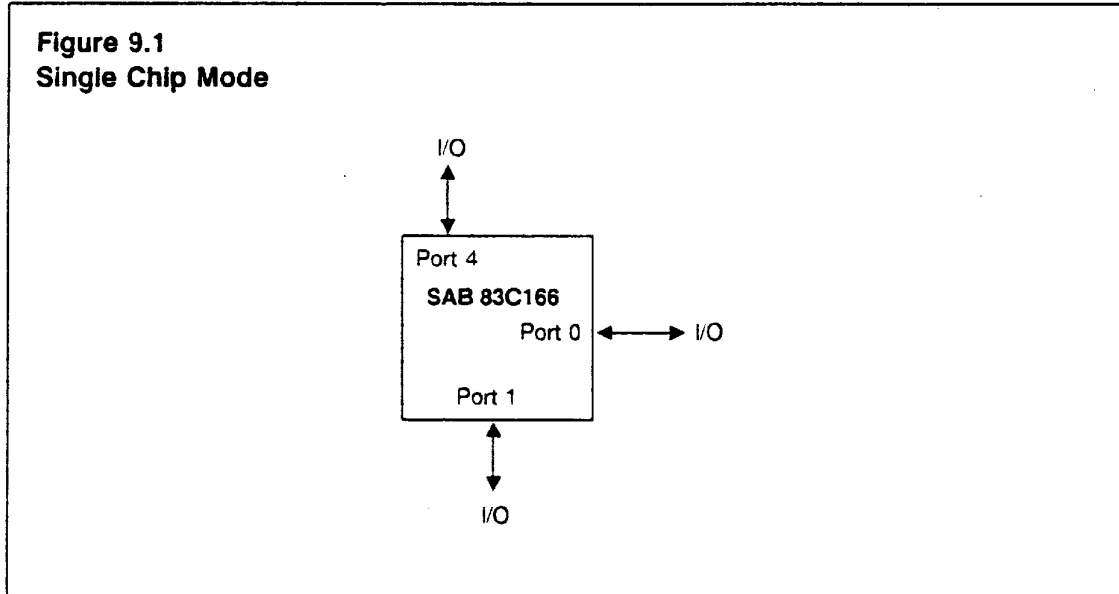 Figure 9.1
Single Chip Mode
I/O
Port 4
SAB 83C166
Port 0
I/O
Port 1
I/O